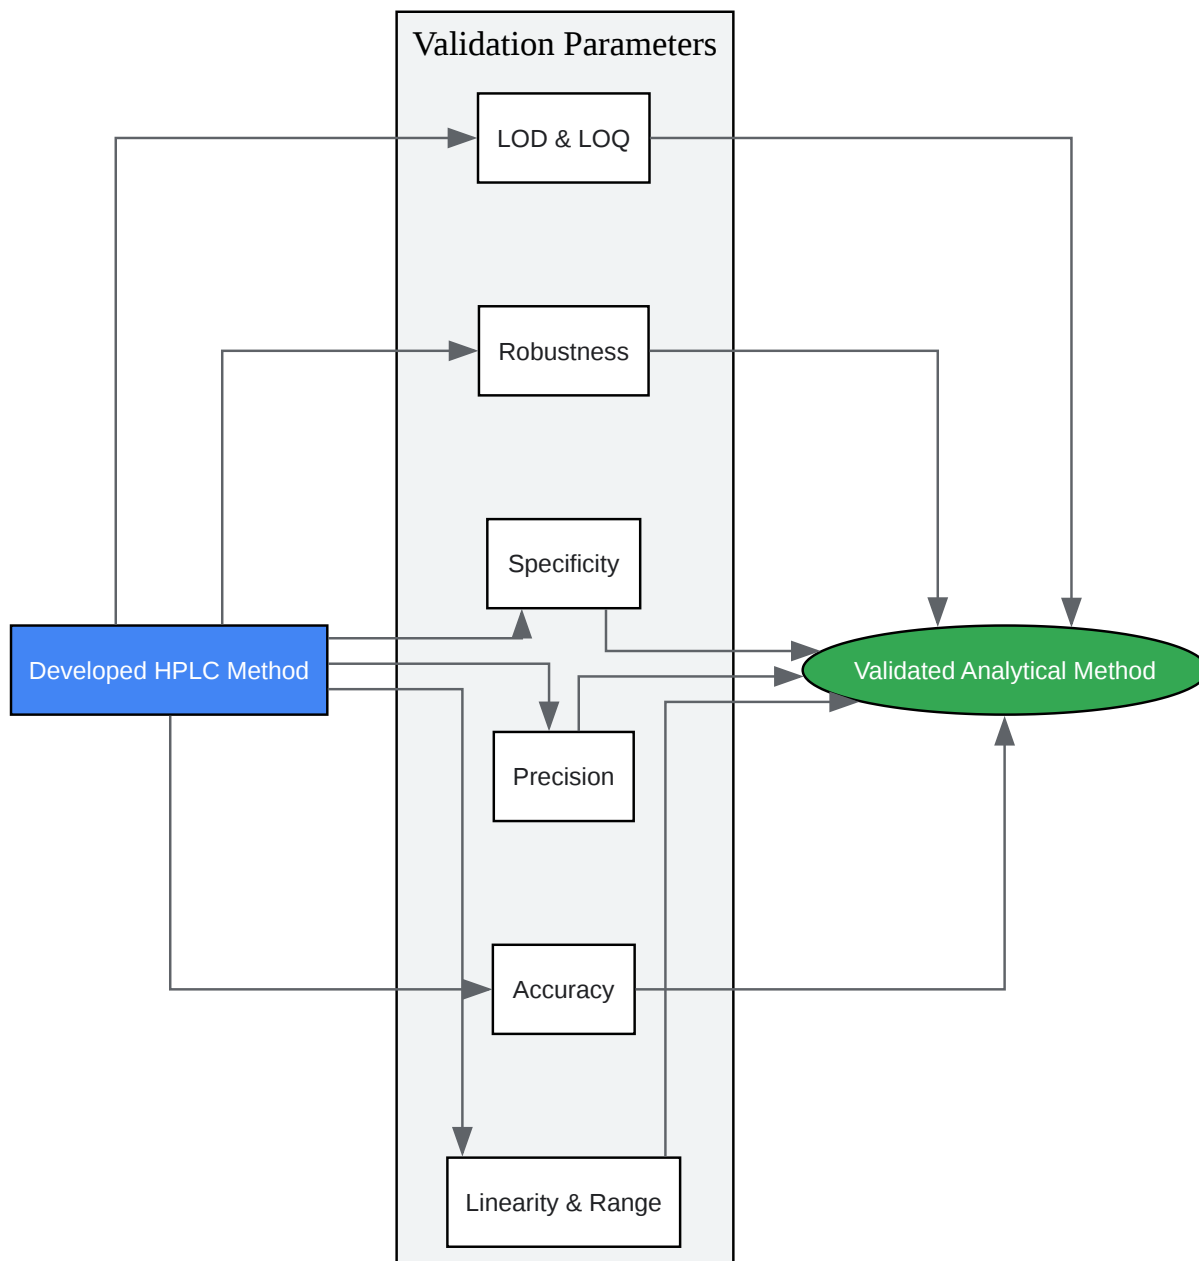 Validation Parameters
LOD & LOQ
Robustness
Specificity
Developed HPLC Method
Validated Analytical Method
Precision
Accuracy
Linearity & Range